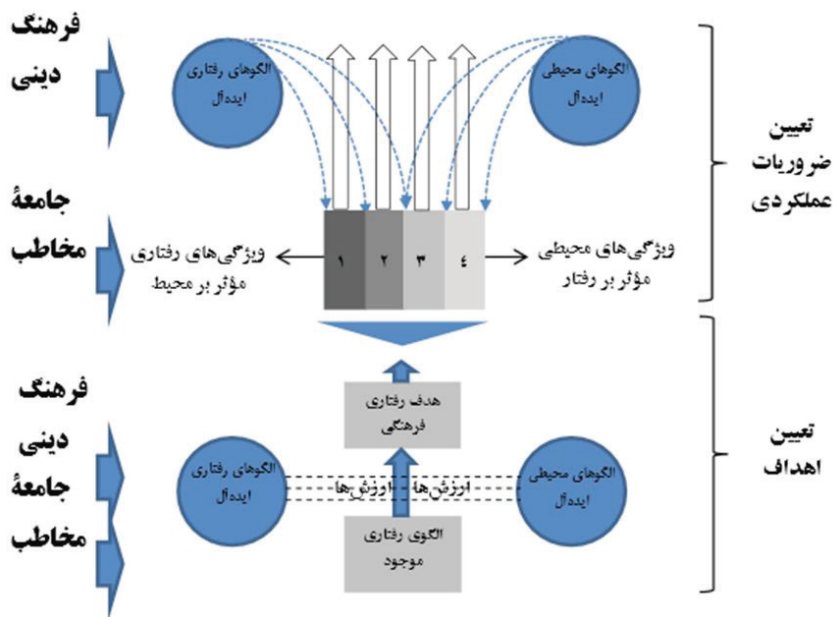 فرهنگ
دینی
الگوهای رفتاری
ایده‌آل
الگوهای محیطی
ایده‌آل
تعیین
ضروریات
عملکردی
جامعهٔ
مخاطب
ویژگی‌های رفتاری
مؤثر بر محیط
۱
۲
۳
۴
ویژگی‌های محیطی
مؤثر بر رفتار
فرهنگ
دینی
جامعهٔ
مخاطب
هدف رفتاری
فرهنگی
الگوهای رفتاری
ایده‌آل
ارزش‌ها
ارزش‌ها
الگوهای محیطی
ایده‌آل
الگوی رفتاری
موجود
تعیین
اهداف